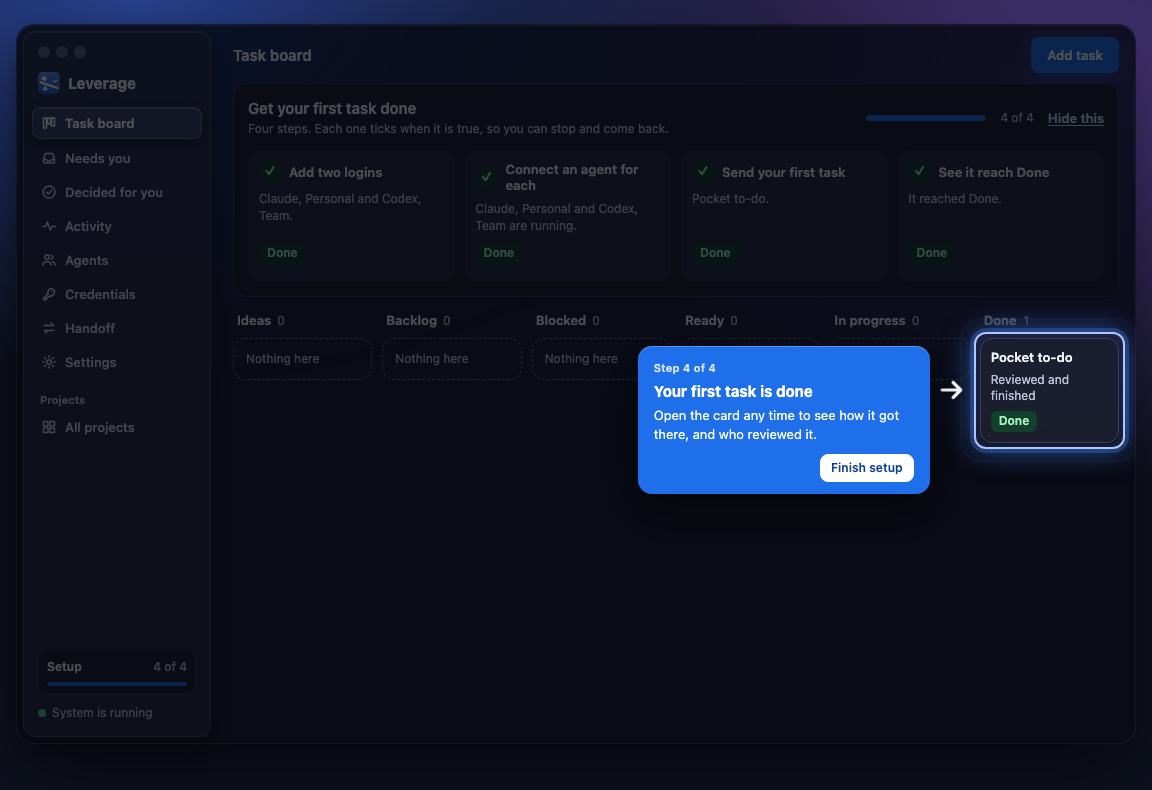 Task board
Add task
Leverage
Task board
Needs you
Decided for you
Activity
Agents
Credentials
Handoff
Settings
Projects
All projects
Setup
4 of 4
System is running
Get your first task done
Four steps. Each one ticks when it is true, so you can stop and come back.
4 of 4
Hide this
Add two logins
Claude, Personal and Codex,
Team.
Done
Connect an agent for
each
Claude, Personal and Codex,
Team are running.
Done
Send your first task
Pocket to-do.
Done
See it reach Done
It reached Done.
Done
Ideas 0
Nothing here
Backlog 0
Nothing here
Blocked 0
Nothing here
Ready 0
In progress 0
Done 1
Pocket to-do
Reviewed and
finished
Done
Step 4 of 4
Your first task is done
Open the card any time to see how it got
there, and who reviewed it.
Finish setup